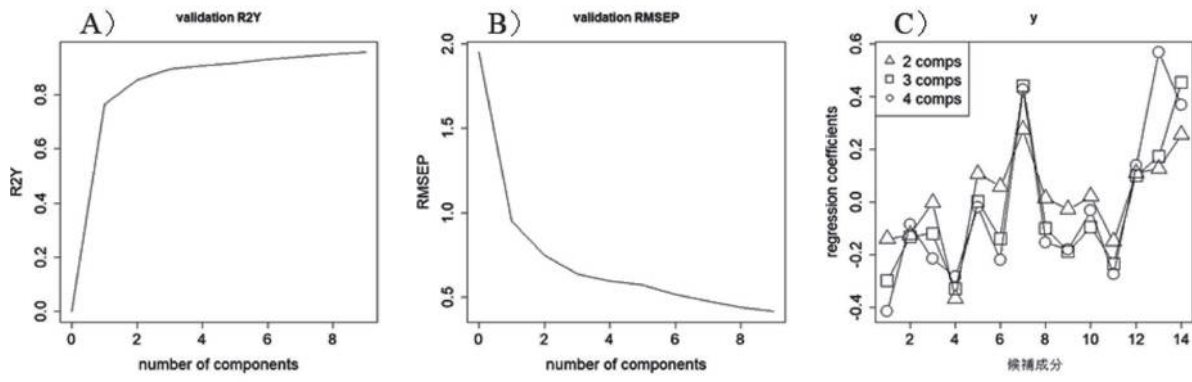 A)
validation R2Y
R2Y
0.0
0.2
0.4
0.6
0.8
0 2 4 6 8
number of components
B)
validation RMSEP
RMSEP
0.5
1.0
1.5
2.0
0 2 4 6 8
number of components
C)
y
2 comps
3 comps
4 comps
regression coefficients
-0.4
-0.2
0.0
0.2
0.4
0.6
2 4 6 8 10 12 14
候補成分